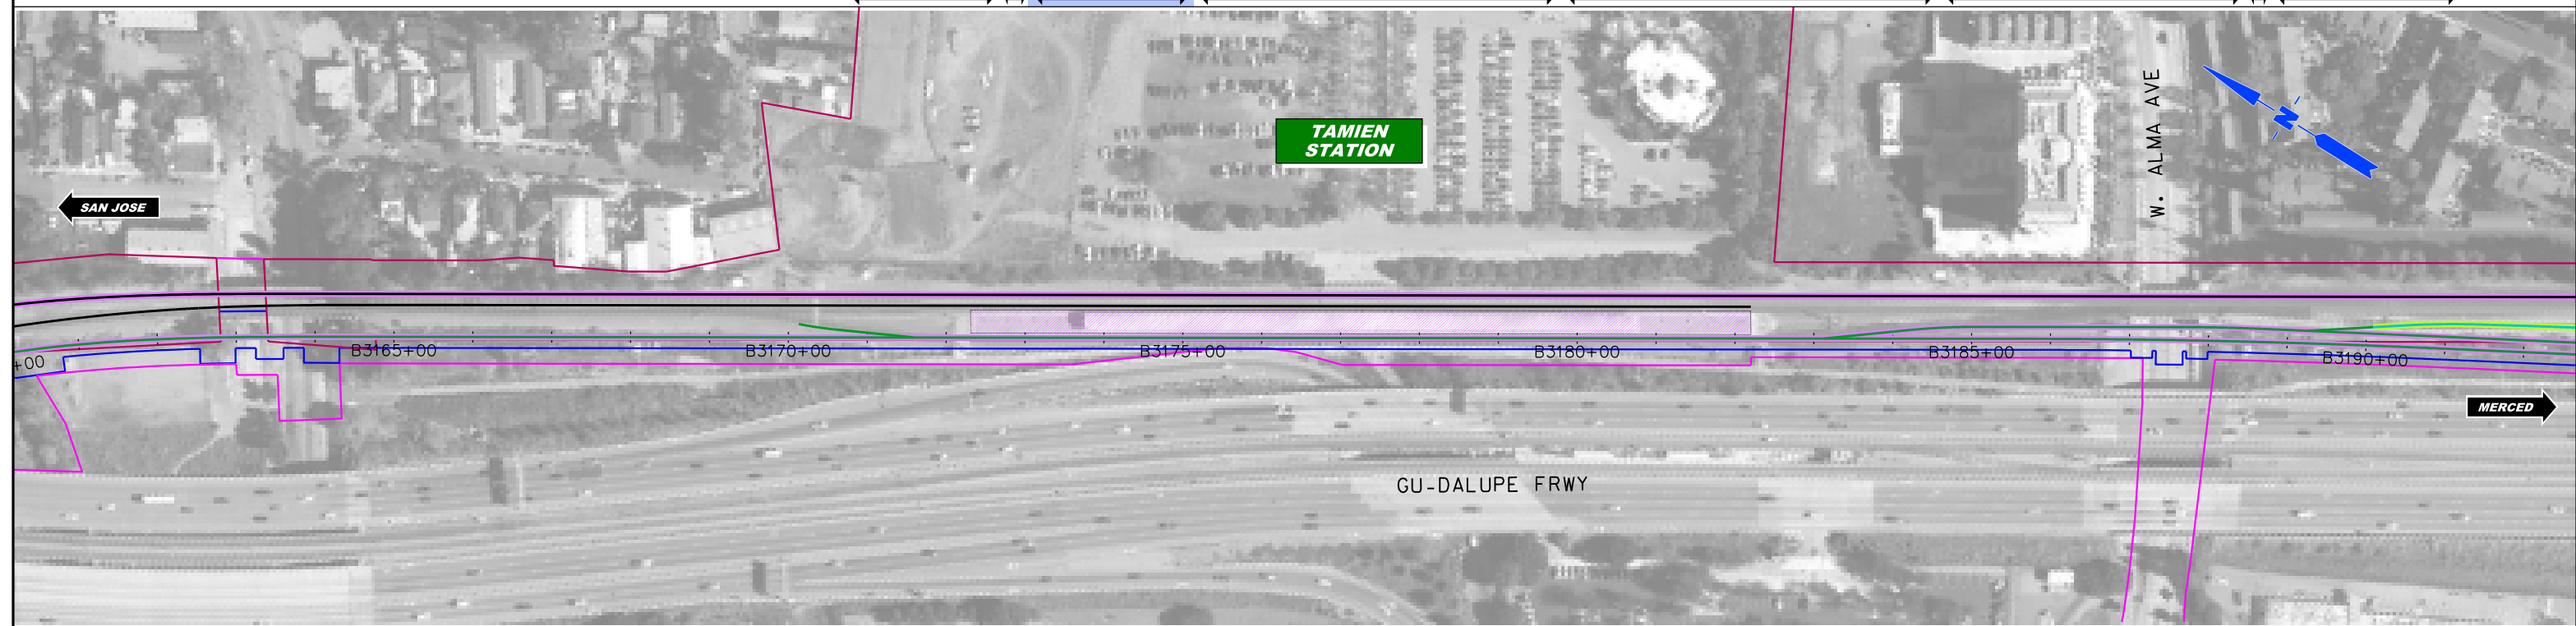 TAMIEN
STATION
W. ALMA AVE
N
SAN JOSE
+00
B3165+00
B3170+00
B3175+00
B3180+00
B3185+00
B3190+00
MERCED
GU-DALUPE FRWY